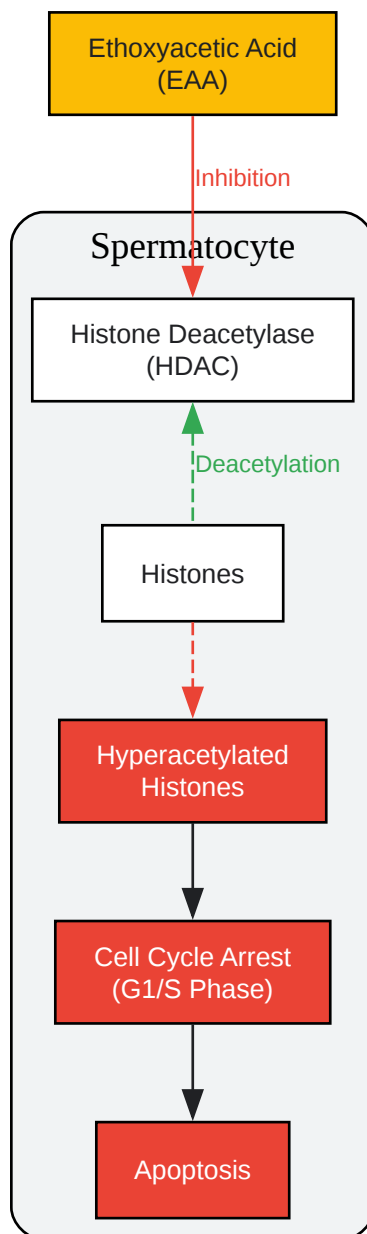 Ethoxyacetic Acid
(EAA)
Inhibition
Spermatocyte
Histone Deacetylase
(HDAC)
Deacetylation
Histones
Hyperacetylated
Histones
Cell Cycle Arrest
(G1/S Phase)
Apoptosis